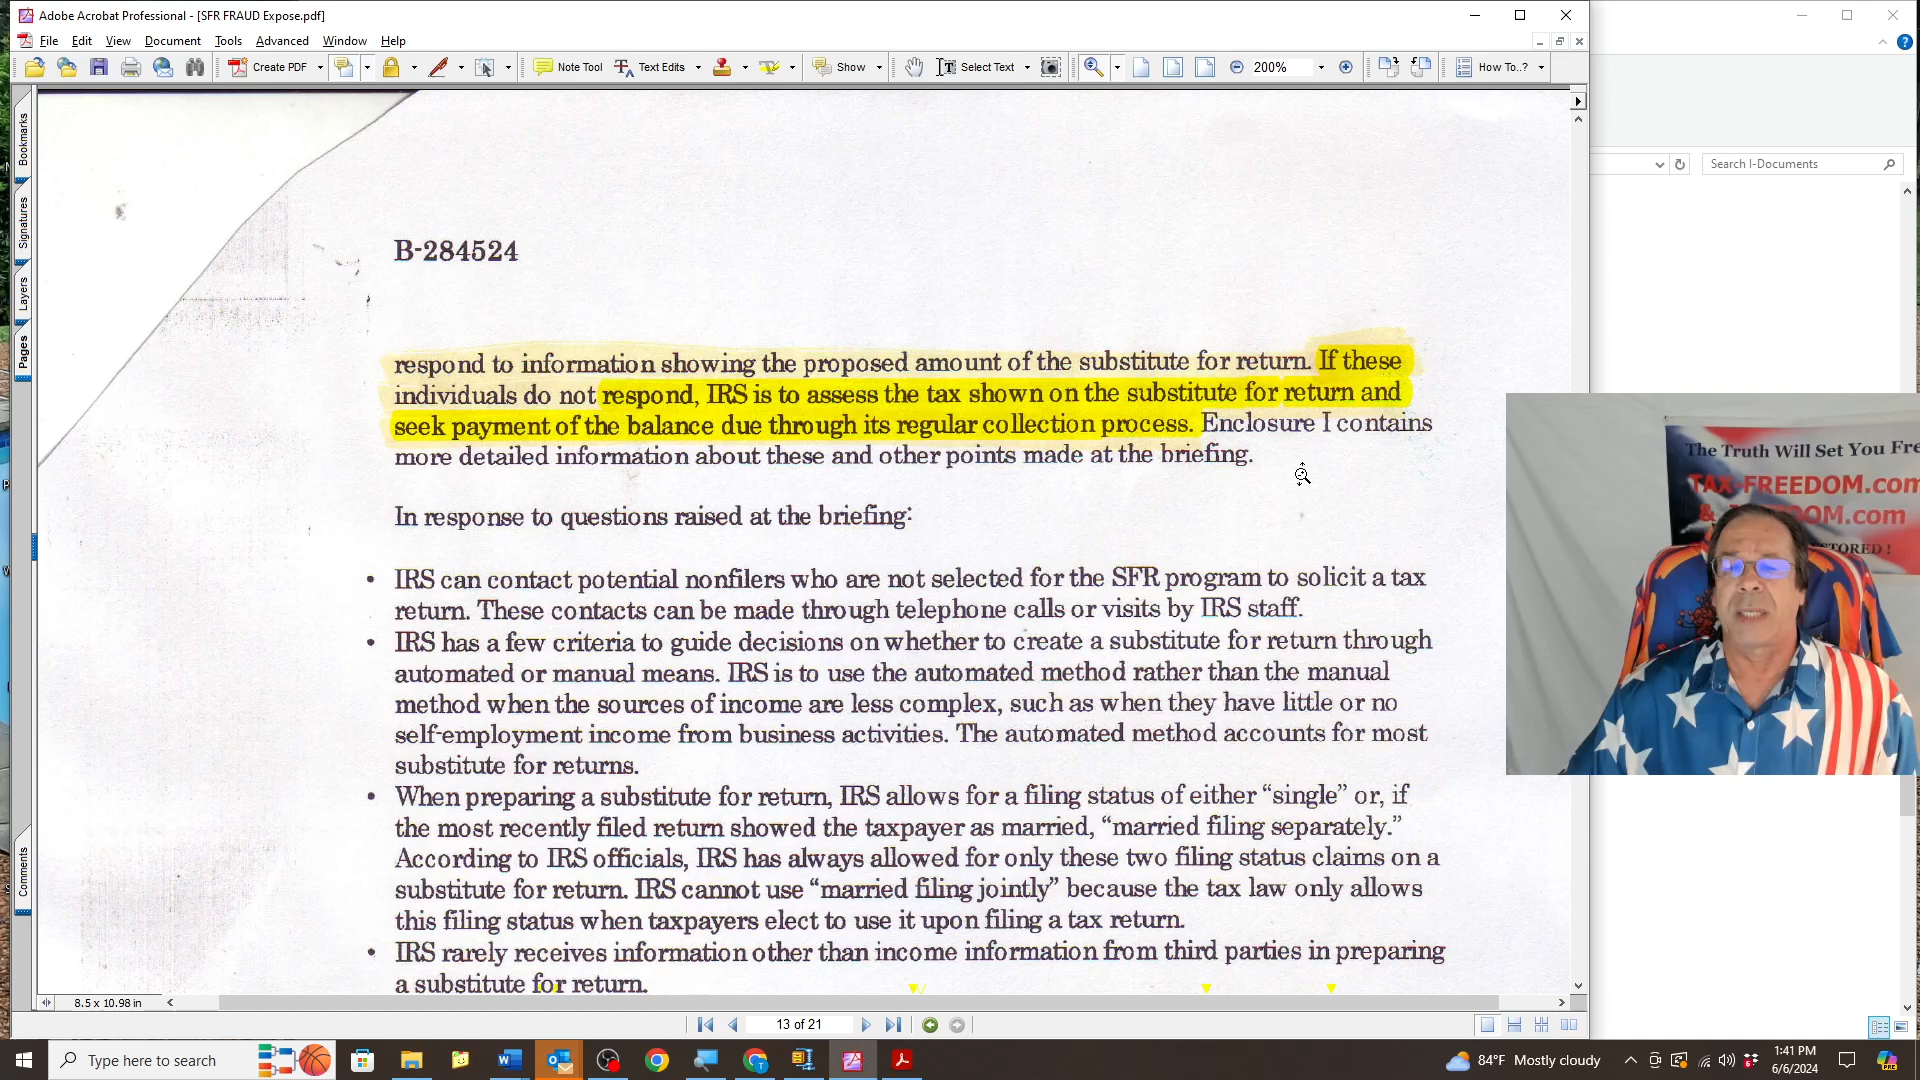 Adobe Acrobat Professional - [SFR FRAUD Expose.pdf]
File Edit View Document Tools Advanced Window Help
Create PDF Note Tool Text Edits Show Select Text 200% How To..?
Search I-Documents
Bookmarks
Signatures
Layers
Pages
Comments
B-284524
respond to information showing the proposed amount of the substitute for return. If these
individuals do not respond, IRS is to assess the tax shown on the substitute for return and
seek payment of the balance due through its regular collection process. Enclosure I contains
more detailed information about these and other points made at the briefing.
In response to questions raised at the briefing:
• IRS can contact potential nonfilers who are not selected for the SFR program to solicit a tax
return. These contacts can be made through telephone calls or visits by IRS staff.
• IRS has a few criteria to guide decisions on whether to create a substitute for return through
automated or manual means. IRS is to use the automated method rather than the manual
method when the sources of income are less complex, such as when they have little or no
self-employment income from business activities. The automated method accounts for most
substitute for returns.
• When preparing a substitute for return, IRS allows for a filing status of either “single” or, if
the most recently filed return showed the taxpayer as married, “married filing separately.”
According to IRS officials, IRS has always allowed for only these two filing status claims on a
substitute for return. IRS cannot use “married filing jointly” because the tax law only allows
this filing status when taxpayers elect to use it upon filing a tax return.
• IRS rarely receives information other than income information from third parties in preparing
a substitute for return.
The Truth Will Set You Fre
TAX-FREEDOM.com
DOM.com
TORED !
8.5 x 10.98 in
13 of 21
Type here to search
84°F Mostly cloudy
1:41 PM
6/6/2024